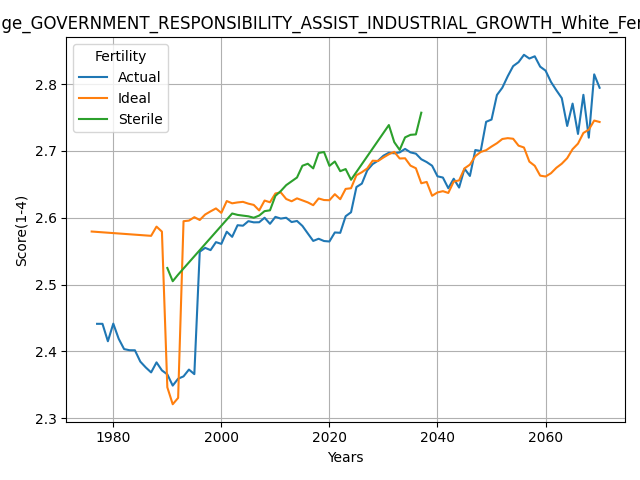 ge_GOVERNMENT_RESPONSIBILITY_ASSIST_INDUSTRIAL_GROWTH_White_Fer
Fertility
Actual
Ideal
Sterile
Score(1-4)
2.8
2.7
2.6
2.5
2.4
2.3
1980 2000 2020 2040 2060
Years